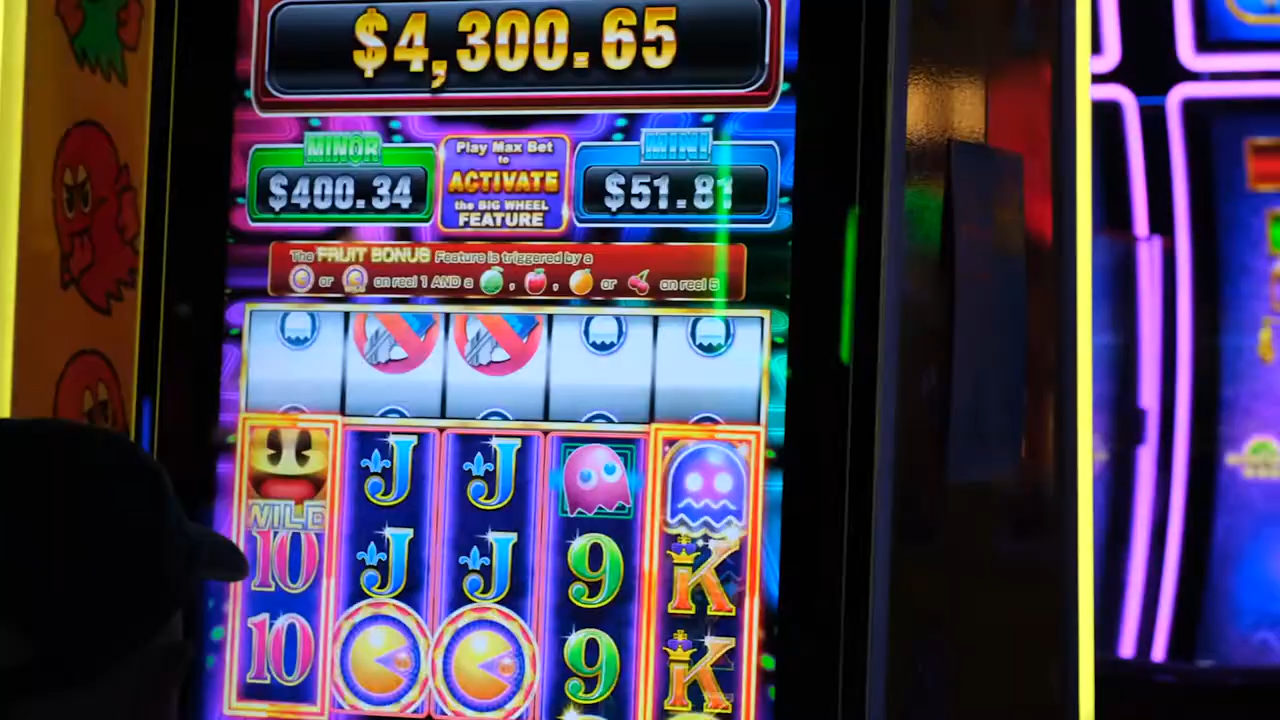 $4,300.65
MINOR
$400.34
Play Max Bet
to
ACTIVATE
the BIG WHEEL
FEATURE
MINI
$51.81
The FRUIT BONUS Feature is triggered by a
or on reel 1 AND a , , or on reel 5
WILD
J J
10 J J 9 K
10 9 K